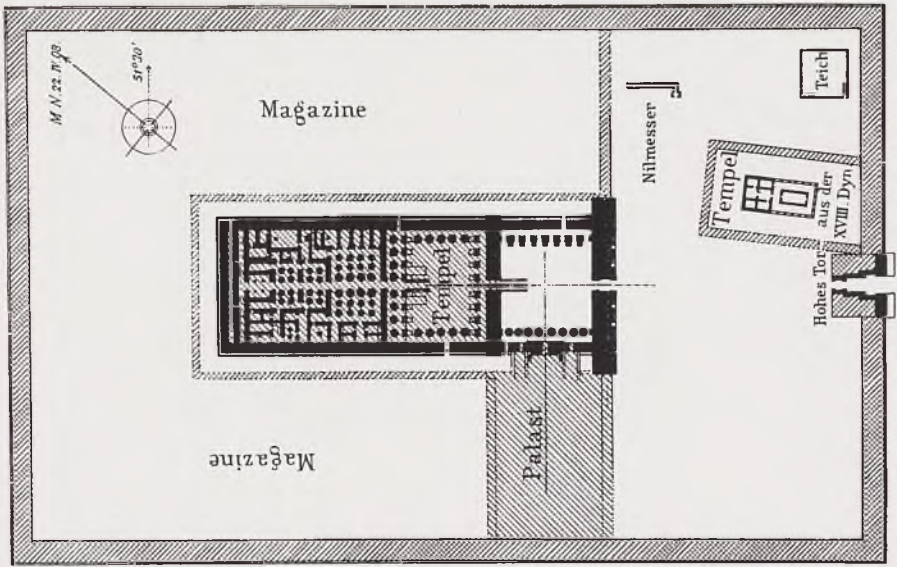 M N. 22. IV. 08.
51°30'
Magazine
Nilmesser
Teich
Tempel
aus der
XVIII. Dyn
Hohes Tor
Tempel
Palast
Magazine